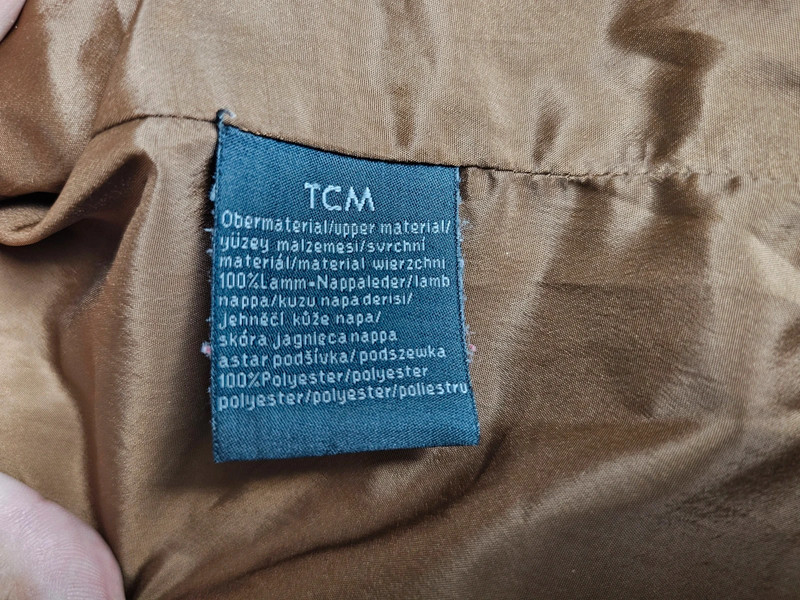 TCM
Obermaterial/upper material/
yüzey malzemesi/svrchní
materiál/material wierzchni
100%Lamm-Nappaleder/lamb
nappa/kuzu napa derisi/
jehněčí kůže napa/
skóra jagnieca nappa
astar podšívka/podszewka
100%Polyester/polyester
polyester/polyester/poliestru